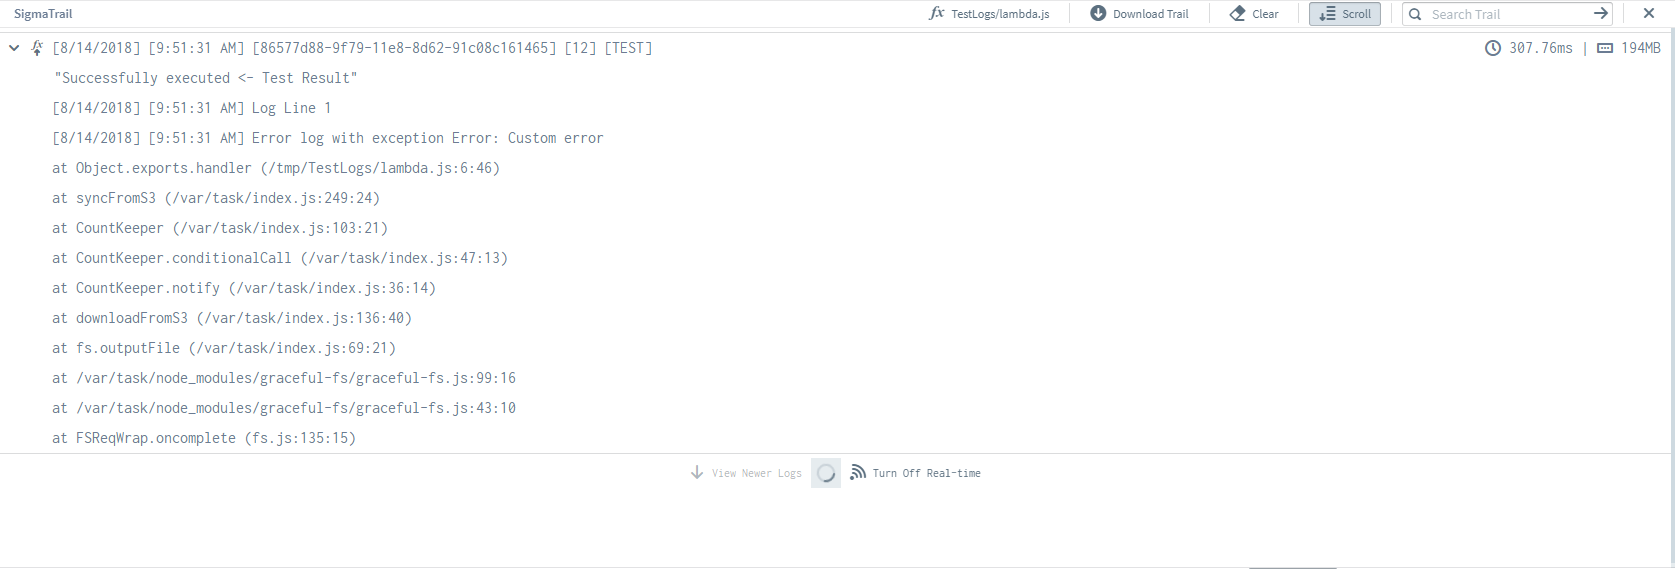 SigmaTrail
fx TestLogs/lambda.js
Download Trail
Clear
Scroll
Search Trail
[8/14/2018] [9:51:31 AM] [86577d88-9f79-11e8-8d62-91c08c161465] [12] [TEST]
307.76ms | 194MB
"Successfully executed <- Test Result"
[8/14/2018] [9:51:31 AM] Log Line 1
[8/14/2018] [9:51:31 AM] Error log with exception Error: Custom error
at Object.exports.handler (/tmp/TestLogs/lambda.js:6:46)
at syncFromS3 (/var/task/index.js:249:24)
at CountKeeper (/var/task/index.js:103:21)
at CountKeeper.conditionalCall (/var/task/index.js:47:13)
at CountKeeper.notify (/var/task/index.js:36:14)
at downloadFromS3 (/var/task/index.js:136:40)
at fs.outputFile (/var/task/index.js:69:21)
at /var/task/node_modules/graceful-fs/graceful-fs.js:99:16
at /var/task/node_modules/graceful-fs/graceful-fs.js:43:10
at FSReqWrap.oncomplete (fs.js:135:15)
View Newer Logs
Turn Off Real-time